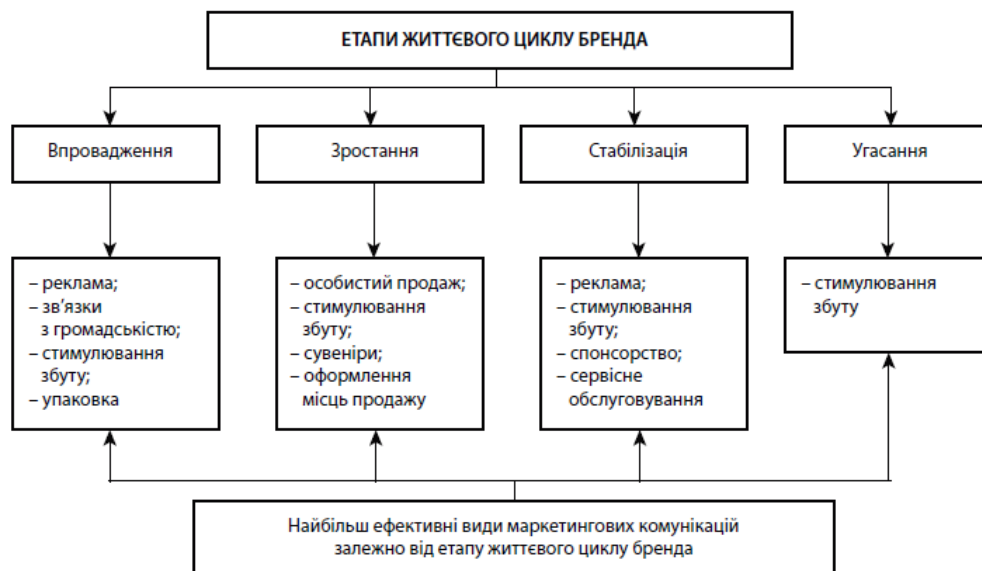 ЕТАПИ ЖИТТЄВОГО ЦИКЛУ БРЕНДА
Впровадження
Зростання
Стабілізація
Угасання
– реклама;
– зв’язки
з громадськістю;
– стимулювання
збуту;
– упаковка
– особистий продаж;
– стимулювання
збуту;
– сувеніри;
– оформлення
місць продажу
– реклама;
– стимулювання
збуту;
– спонсорство;
– сервісне
обслуговування
– стимулювання
збуту
Найбільш ефективні види маркетингових комунікацій
залежно від етапу життєвого циклу бренда